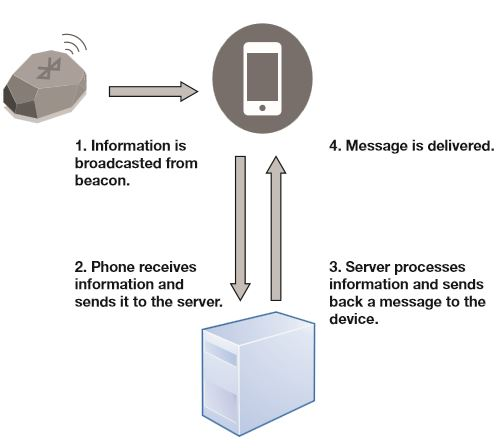 1. Information is
broadcasted from
beacon.
4. Message is delivered.
2. Phone receives
information and
sends it to the server.
3. Server processes
information and sends
back a message to the
device.